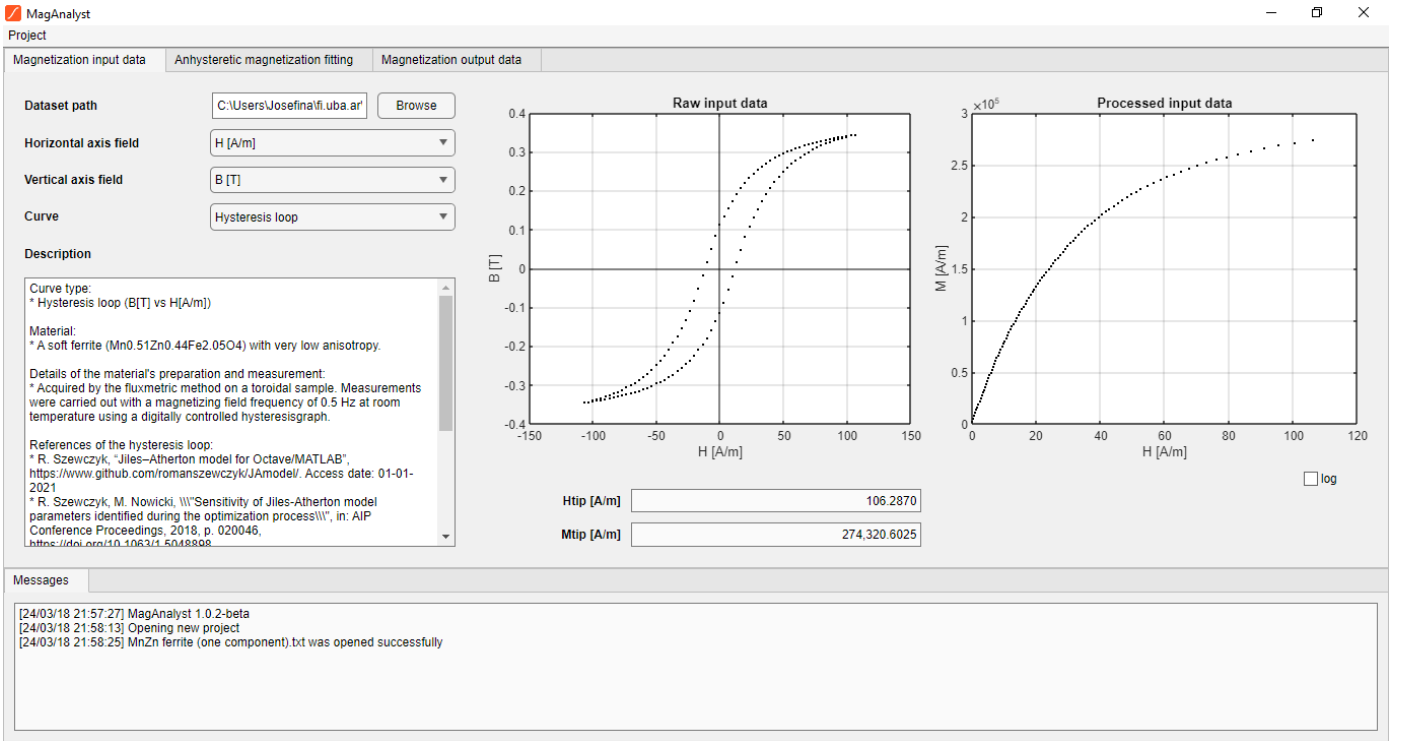 MagAnalyst
Project
Magnetization input data
Anhysteretic magnetization fitting
Magnetization output data
Dataset path
C:\Users\Josefina\fi.uba.ar\
Browse
Horizontal axis field
H [A/m]
Vertical axis field
B [T]
Curve
Hysteresis loop
Description
Curve type:
* Hysteresis loop (B[T] vs H[A/m])
Material:
* A soft ferrite (Mn0.51Zn0.44Fe2.05O4) with very low anisotropy.
Details of the material's preparation and measurement:
* Acquired by the fluxmetric method on a toroidal sample. Measurements
were carried out with a magnetizing field frequency of 0.5 Hz at room
temperature using a digitally controlled hysteresisgraph.
References of the hysteresis loop:
* R. Szewczyk, “Jiles–Atherton model for Octave/MATLAB”,
https://www.github.com/romanszewczyk/JAmodel/. Access date: 01-01-
2021
* R. Szewczyk, M. Nowicki, \\\"Sensitivity of Jiles-Atherton model
parameters identified during the optimization process\\\", in: AIP
Conference Proceedings, 2018, p. 020046,
https://doi.org/10.1063/1.5048898
Raw input data
0.4
0.3
0.2
0.1
0
-0.1
-0.2
-0.3
-0.4
B [T]
-150
-100
-50
0
50
100
150
H [A/m]
Processed input data
×10⁵
3
2.5
2
1.5
1
0.5
0
M [A/m]
0
20
40
60
80
100
120
H [A/m]
log
Htip [A/m]
106.2870
Mtip [A/m]
274,320.6025
Messages
[24/03/18 21:57:27] MagAnalyst 1.0.2-beta
[24/03/18 21:58:13] Opening new project
[24/03/18 21:58:25] MnZn ferrite (one component).txt was opened successfully